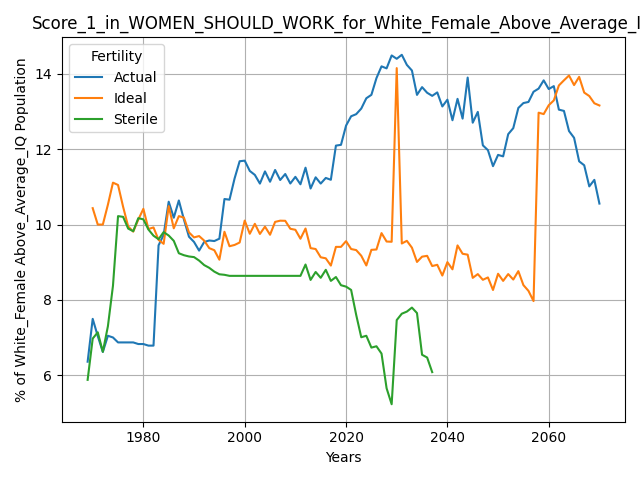 Score_1_in_WOMEN_SHOULD_WORK_for_White_Female_Above_Average_I
Fertility
Actual
Ideal
Sterile
% of White_Female Above_Average_IQ Population
14
12
10
8
6
1980
2000
2020
2040
2060
Years